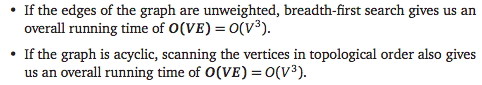 • If the edges of the graph are unweighted, breadth-first search gives us an
overall running time of O(VE) = O(V³).
• If the graph is acyclic, scanning the vertices in topological order also gives
us an overall running time of O(VE) = O(V³).